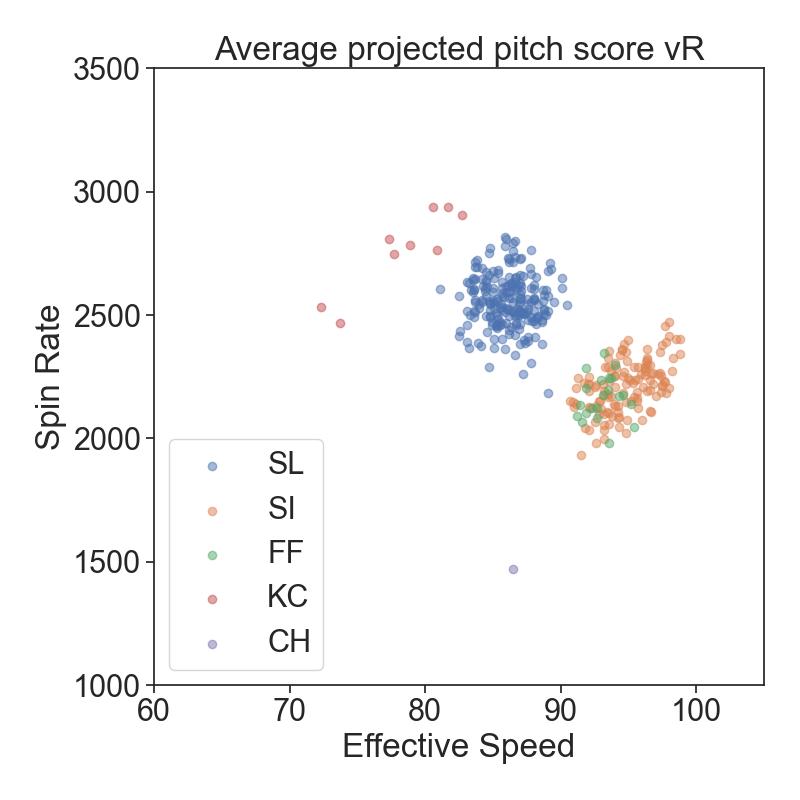 Average projected pitch score vR
3500
3000
2500
2000
1500
1000
Spin Rate
SL
SI
FF
KC
CH
60 70 80 90 100
Effective Speed